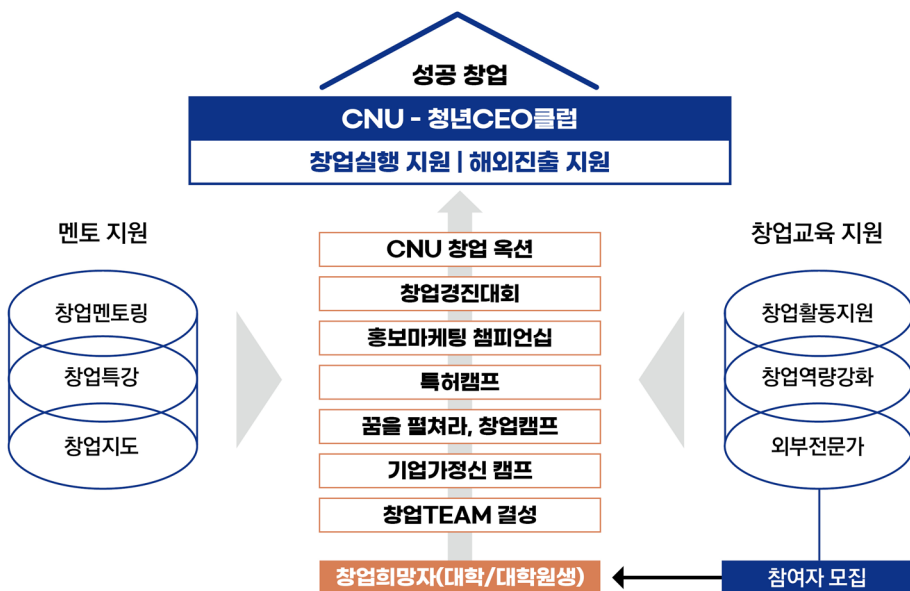 성공 창업
CNU - 청년CEO클럽
창업실행 지원 | 해외진출 지원
멘토 지원
창업멘토링
창업특강
창업지도
CNU 창업 옥션
창업경진대회
홍보마케팅 챔피언십
특허캠프
꿈을 펼쳐라, 창업캠프
기업가정신 캠프
창업TEAM 결성
창업희망자(대학/대학원생)
창업교육 지원
창업활동지원
창업역량강화
외부전문가
참여자 모집